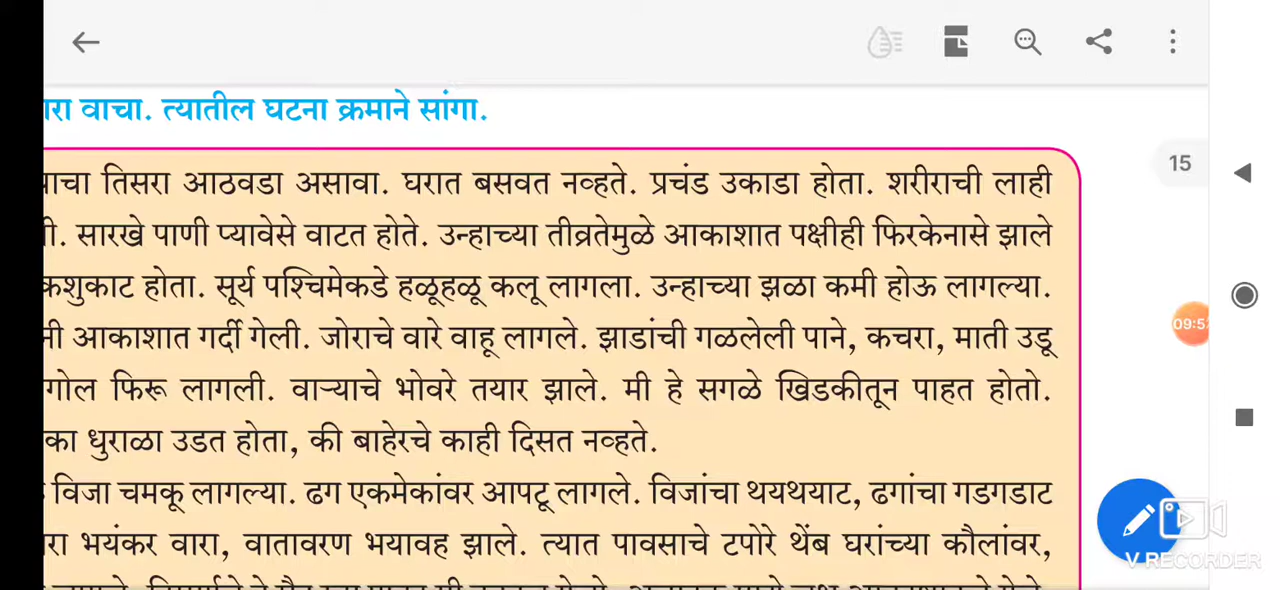 15
रा वाचा. त्यातील घटना क्रमाने सांगा.
तिसरा आठवडा असावा. घरात बसवत नव्हते. प्रचंड उकाडा होता. शरीराची लाही
सारखे पाणी प्यावेसे वाटत होते. उन्हाच्या तीव्रतेमुळे आकाशात पक्षीही फिरकेनासे झाले
कशुकाट होता. सूर्य पश्चिमेकडे हळूहळू कलू लागला. उन्हाच्या झळा कमी होऊ लागल्या.
आकाशात गर्दी गेली. जोराचे वारे वाहू लागले. झाडांची गळलेली पाने, कचरा, माती उडू
09:5
गोल फिरू लागली. वाऱ्याचे भोवरे तयार झाले. मी हे सगळे खिडकीतून पाहत होतो.
का धुराळा उडत होता, की बाहेरचे काही दिसत नव्हते.
विजा चमकू लागल्या. ढग एकमेकांवर आपटू लागले. विजांचा थयथयाट, ढगांचा गडगडाट
रा भयंकर वारा, वातावरण भयावह झाले. त्यात पावसाचे टपोरे थेंब घरांच्या कौलांवर,
V RECORDER